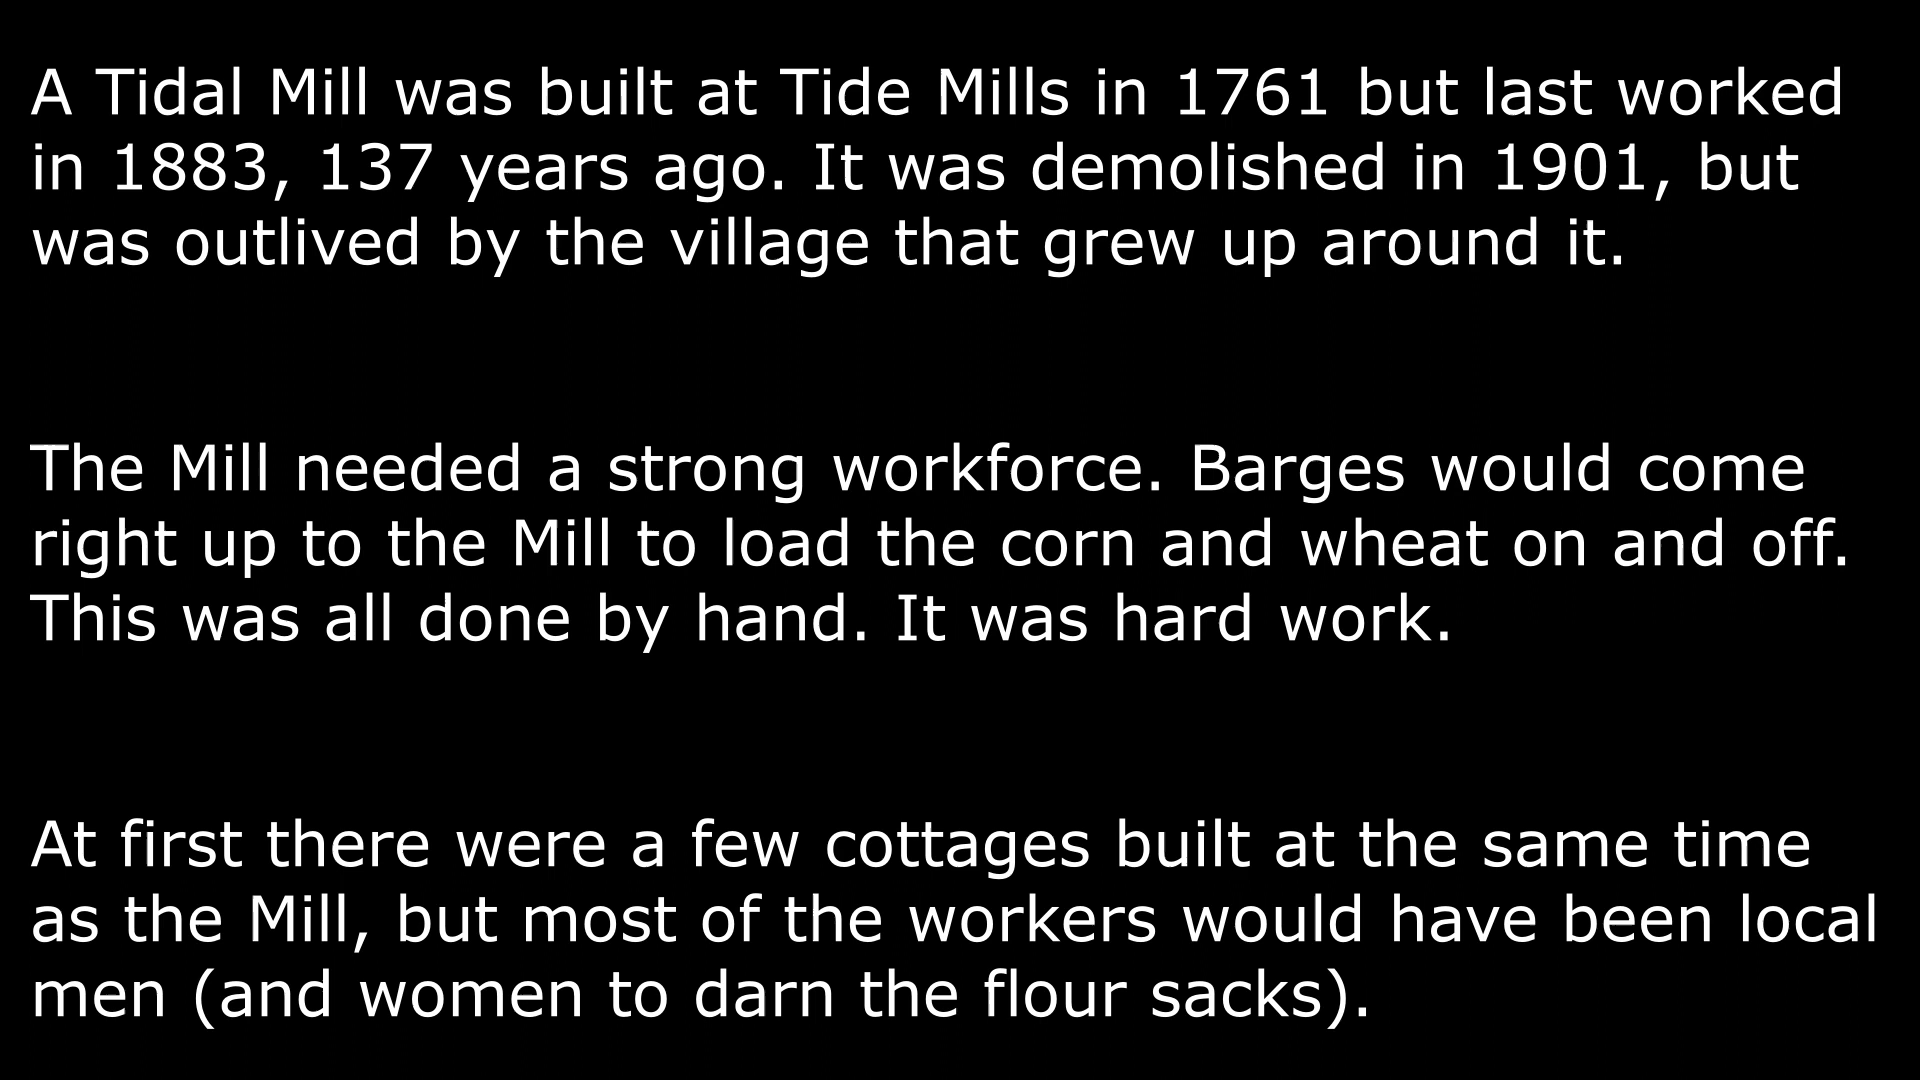 A Tidal Mill was built at Tide Mills in 1761 but last worked
in 1883, 137 years ago. It was demolished in 1901, but
was outlived by the village that grew up around it.
The Mill needed a strong workforce. Barges would come
right up to the Mill to load the corn and wheat on and off.
This was all done by hand. It was hard work.
At first there were a few cottages built at the same time
as the Mill, but most of the workers would have been local
men (and women to darn the flour sacks).